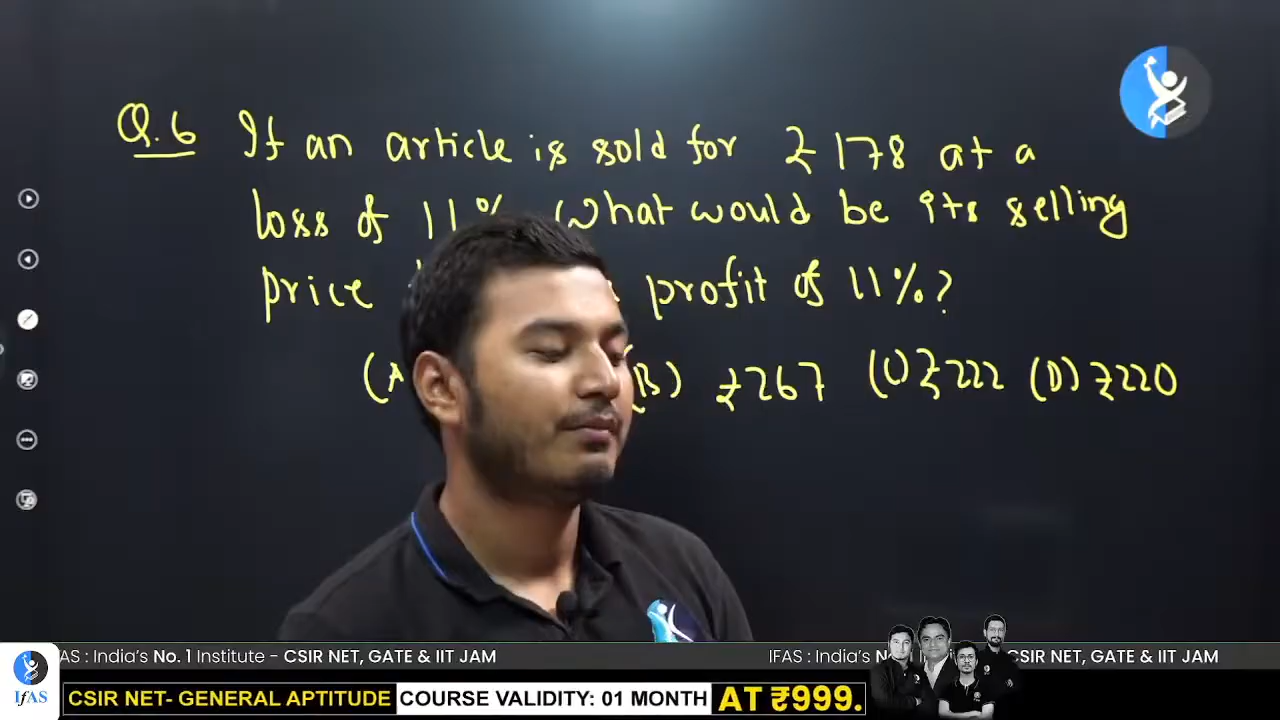 Q.6 If an article is sold for ₹178 at a
loss of 11% What would be its selling
price profit of 11%?
(A (B) ₹267 (C) ₹222 (D) ₹220
IFAS : India's No. 1 Institute - CSIR NET, GATE & IIT JAM
IFAS : India's CSIR NET, GATE & IIT JAM
IFAS
CSIR NET- GENERAL APTITUDE COURSE VALIDITY: 01 MONTH AT ₹999.